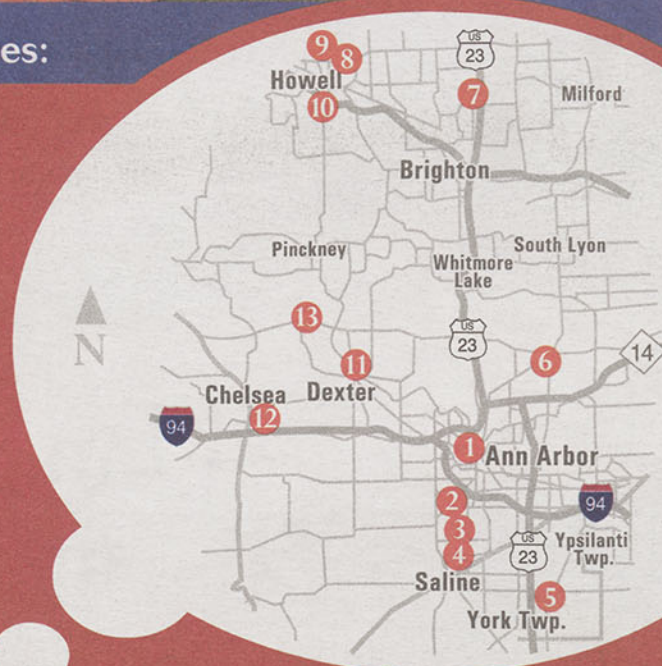 es:
9
8
US
23
Howell
7
Milford
10
Brighton
Pinckney
South Lyon
Whitmore
Lake
13
US
23
14
6
11
Chelsea
Dexter
N
12
94
1
Ann Arbor
2
94
3
US
23
Ypsilanti
Twp.
4
Saline
5
York Twp.